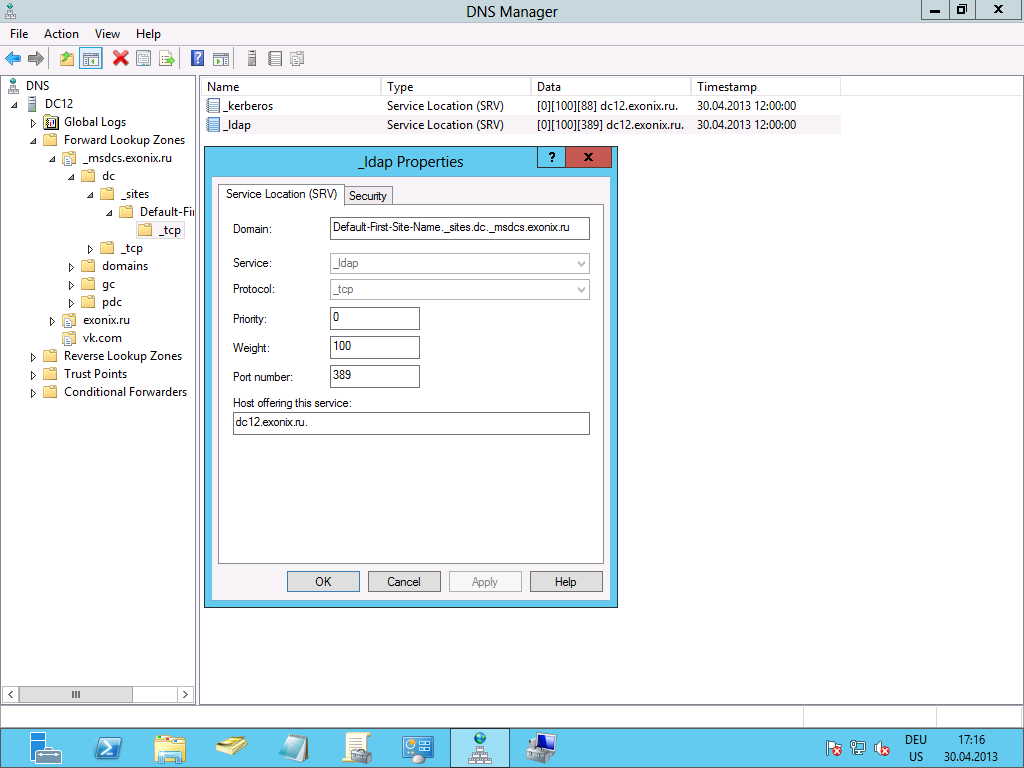 DNS Manager
File Action View Help
DNS
DC12
Global Logs
Forward Lookup Zones
_msdcs.exonix.ru
dc
_sites
Default-Fi
_tcp
_tcp
domains
gc
pdc
exonix.ru
vk.com
Reverse Lookup Zones
Trust Points
Conditional Forwarders
Name Type Data Timestamp
_kerberos Service Location (SRV) [0][100][88] dc12.exonix.ru. 30.04.2013 12:00:00
_ldap Service Location (SRV) [0][100][389] dc12.exonix.ru. 30.04.2013 12:00:00
_ldap Properties
Service Location (SRV) Security
Domain: Default-First-Site-Name._sites.dc._msdcs.exonix.ru
Service: _ldap
Protocol: _tcp
Priority: 0
Weight: 100
Port number: 389
Host offering this service:
dc12.exonix.ru.
OK Cancel Apply Help
DEU 17:16
US 30.04.2013